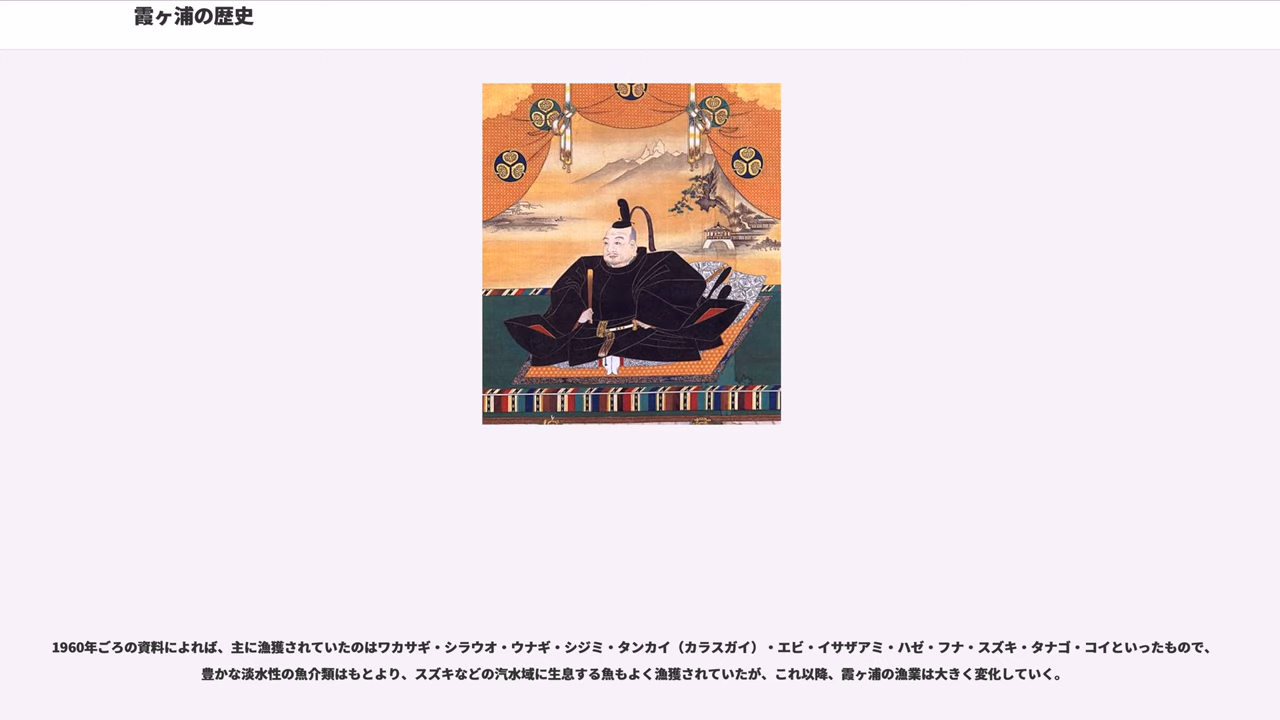 霞ヶ浦の歴史
1960年ごろの資料によれば、主に漁獲されていたのはワカサギ・シラウオ・ウナギ・シジミ・タンカイ（カラスガイ）・エビ・イサザアミ・ハゼ・フナ・スズキ・タナゴ・コイといったもので、
豊かな淡水性の魚介類はもとより、スズキなどの汽水域に生息する魚もよく漁獲されていたが、これ以降、霞ヶ浦の漁業は大きく変化していく。